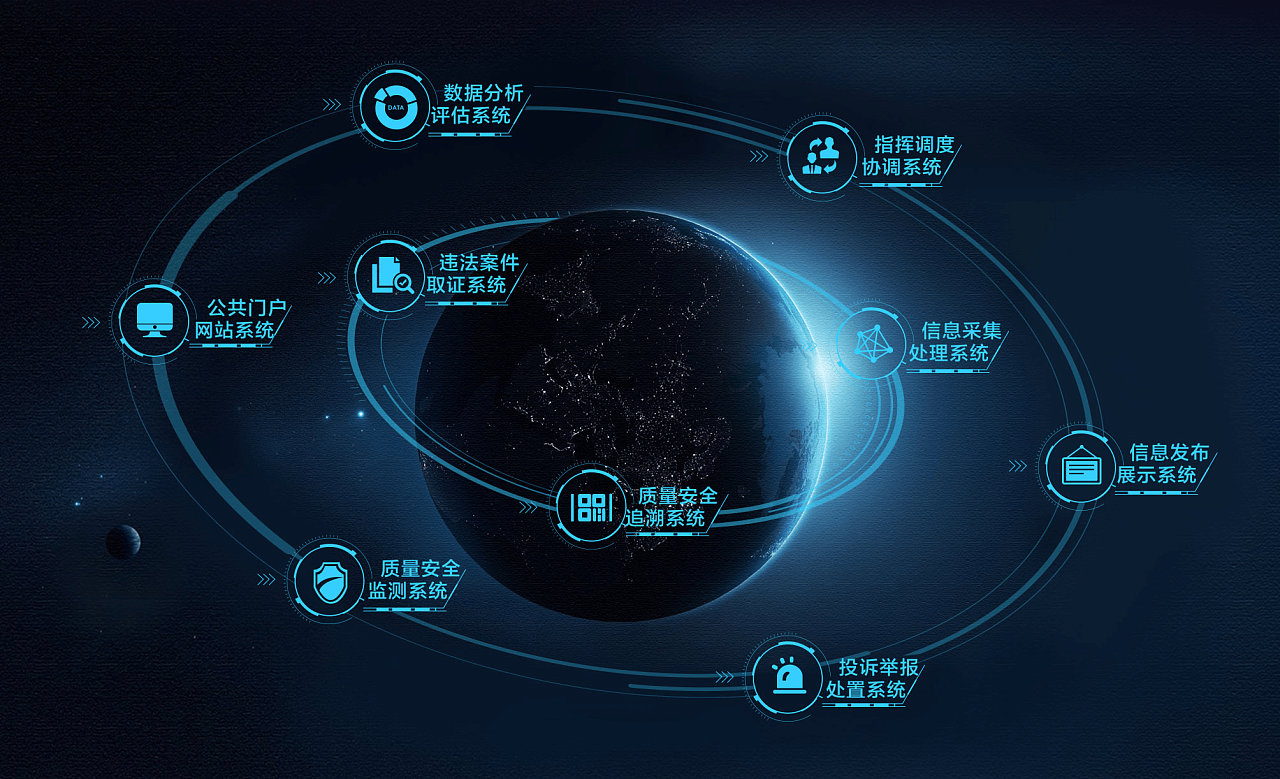 DATA
数据分析
评估系统
指挥调度
协调系统
违法案件
取证系统
公共门户
网站系统
信息采集
处理系统
信息发布
展示系统
质量安全
追溯系统
质量安全
监测系统
投诉举报
处置系统